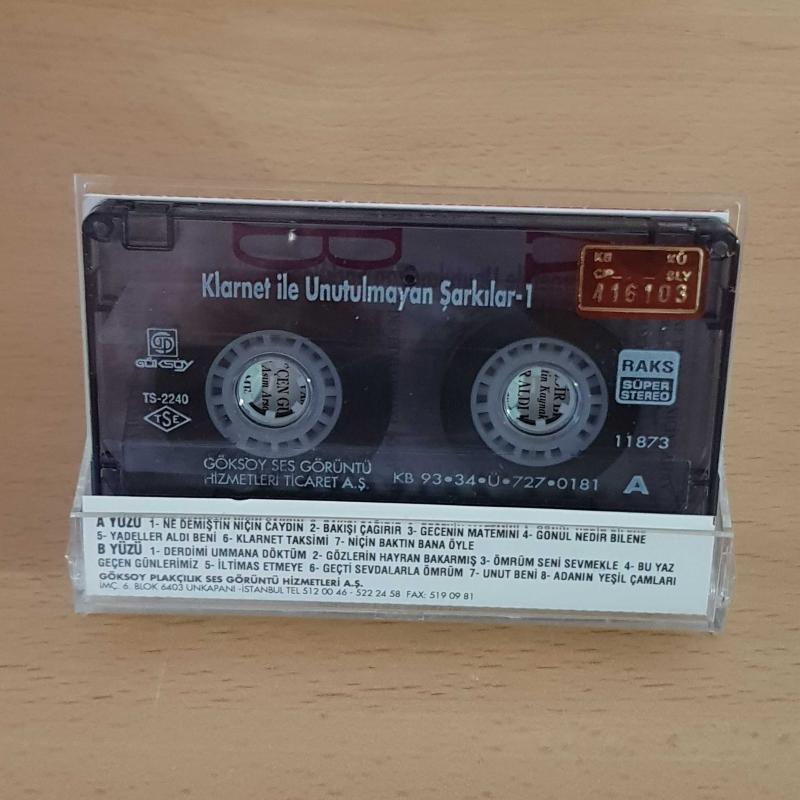 Klarnet ile Unutulmayan Şarkılar-1
KB KÜ
CP SLY
416103
GÖKSOY
TS-2240
TSE
RAKS
SÜPER
STEREO
11873
GÖKSOY SES GÖRÜNTÜ
HİZMETLERİ TİCARET A.Ş.
KB 93•34•Ü•727•0181 A
A YÜZÜ 1- NE DEMİŞTİN NİÇİN CAYDIN 2- BAKIŞI ÇAĞIRIR 3- GECENİN MATEMİNİ 4- GÖNÜL NEDİR BİLENE
5- YADELLER ALDI BENİ 6- KLARNET TAKSİMİ 7- NİÇİN BAKTIN BANA ÖYLE
B YÜZÜ 1- DERDİMİ UMMANA DÖKTÜM 2- GÖZLERİN HAYRAN BAKARMIŞ 3- ÖMRÜM SENİ SEVMEKLE 4- BU YAZ
GEÇEN GÜNLERİMİZ 5- İLTİMAS ETMEYE 6- GEÇTİ SEVDALARLA ÖMRÜM 7- UNUT BENİ 8- ADANIN YEŞİL ÇAMLARI
GÖKSOY PLAKÇILIK SES GÖRÜNTÜ HİZMETLERİ A.Ş.
İMÇ. 6. BLOK 6403 UNKAPANI -İSTANBUL TEL 512 00 46 - 522 24 58 FAX: 519 09 81